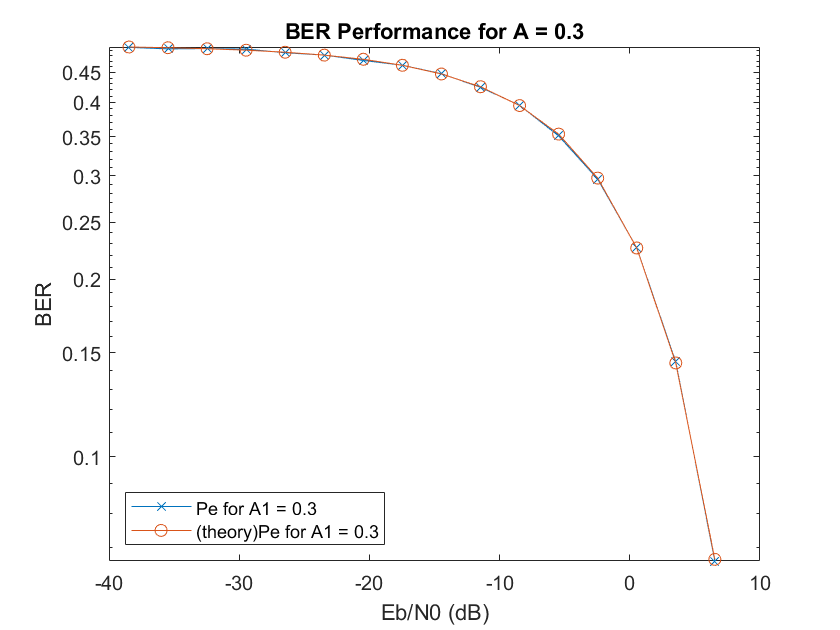 BER Performance for A = 0.3
0.45
0.4
0.35
0.3
0.25
0.2
0.15
0.1
BER
Pe for A1 = 0.3
(theory)Pe for A1 = 0.3
-40 -30 -20 -10 0 10
Eb/N0 (dB)